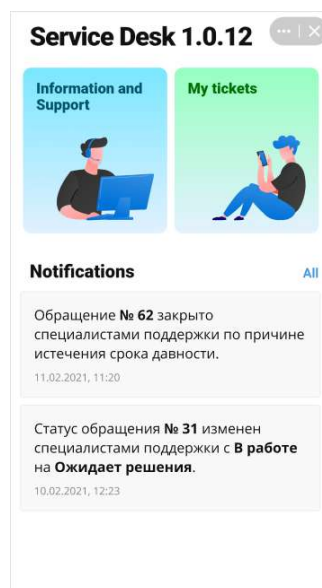 Service Desk 1.0.12
Information and
Support
My tickets
Notifications
All
Обращение № 62 закрыто
специалистами поддержки по причине
истечения срока давности.
11.02.2021, 11:20
Статус обращения № 31 изменен
специалистами поддержки с В работе
на Ожидает решения.
10.02.2021, 12:23